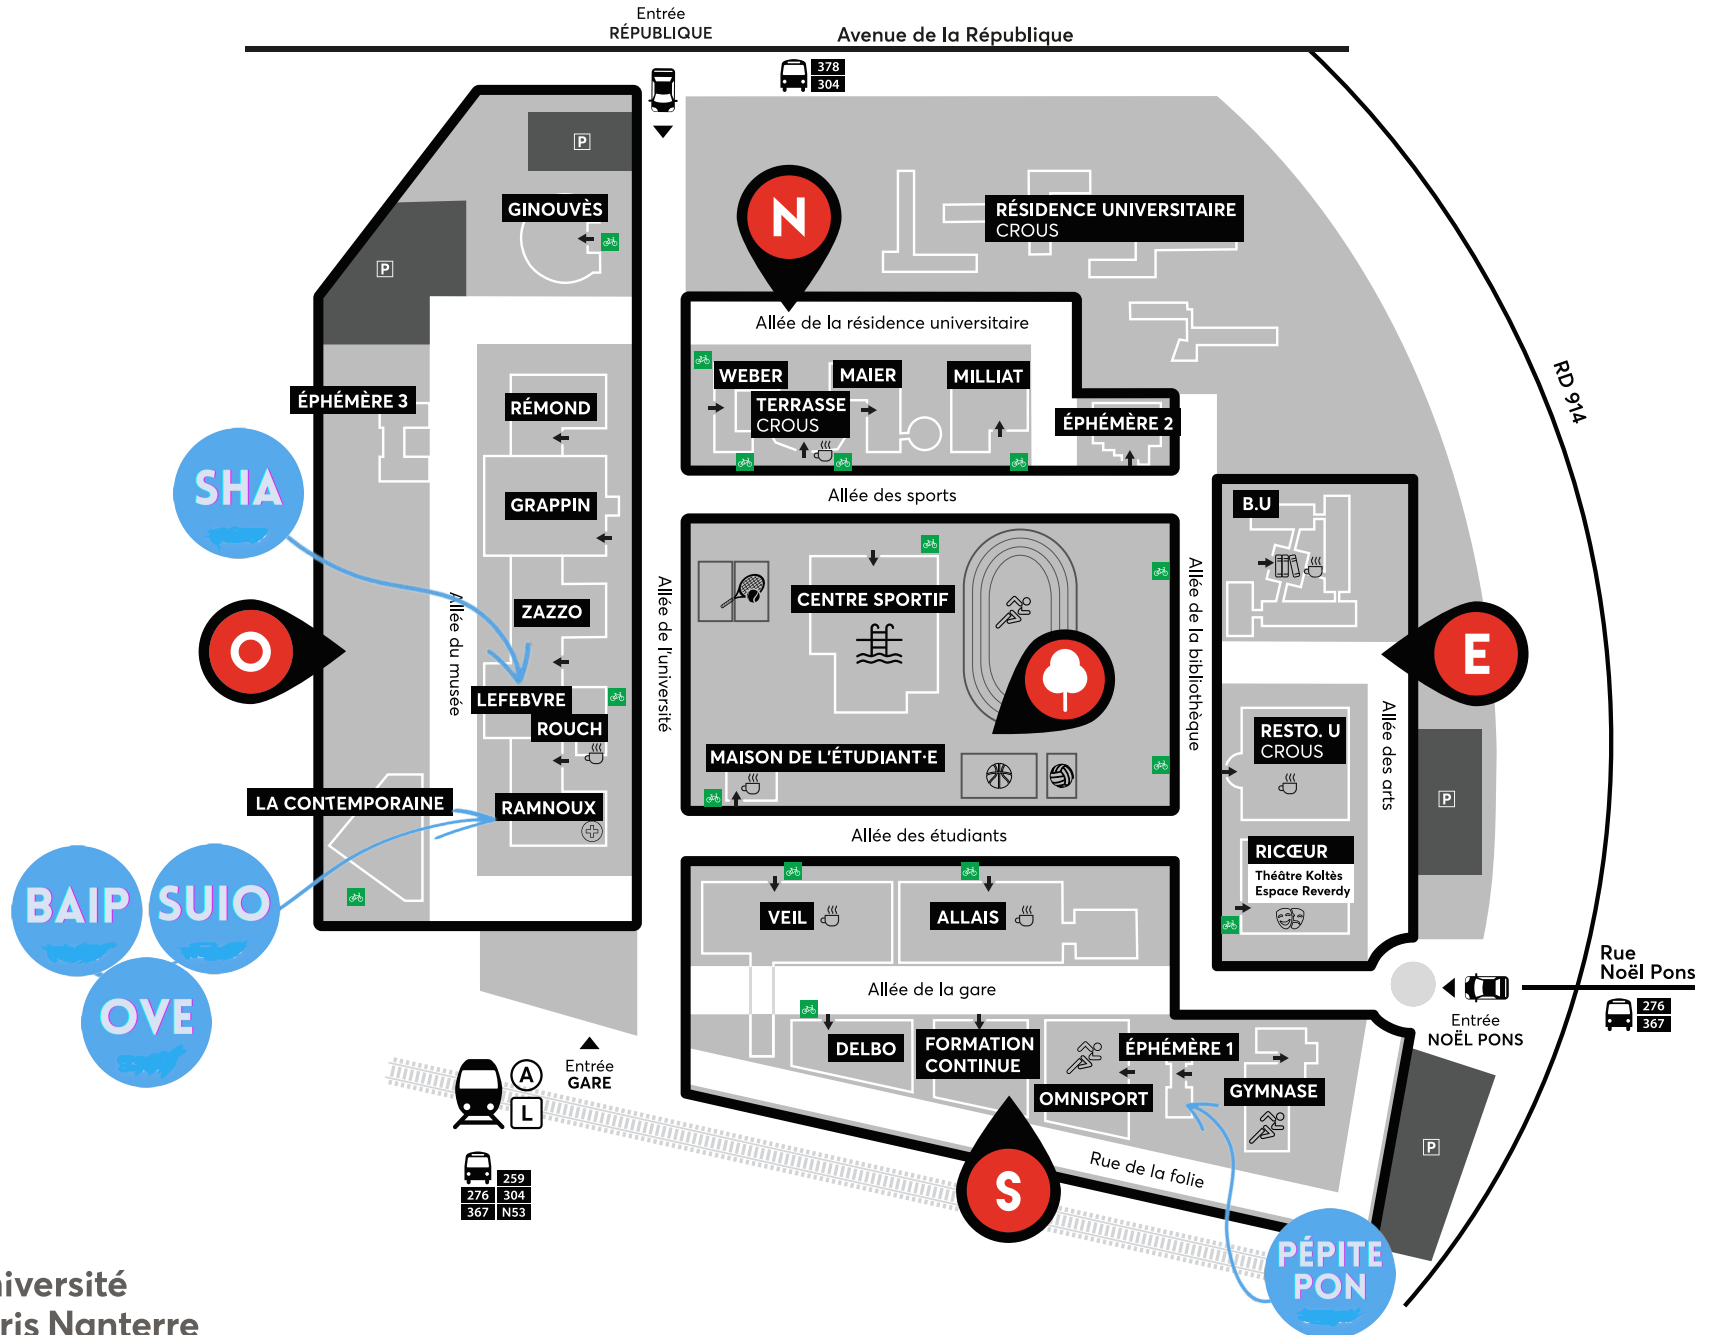 Entrée
RÉPUBLIQUE
Avenue de la République
378
304
P
GINOUVÈS
N
RÉSIDENCE UNIVERSITAIRE
CROUS
P
Allée de la résidence universitaire
RD 914
WEBER
MAIER
MILLIAT
ÉPHÉMÈRE 3
RÉMOND
TERRASSE
CROUS
ÉPHÉMÈRE 2
SHA
GRAPPIN
Allée des sports
B.U
Allée du musée
ZAZZO
Allée de l'université
CENTRE SPORTIF
Allée de la bibliothèque
O
E
LEFEBVRE
ROUCH
RESTO. U
CROUS
Allée des arts
MAISON DE L'ÉTUDIANT·E
LA CONTEMPORAINE
RAMNOUX
P
Allée des étudiants
RICŒUR
Théâtre Koltès
Espace Reverdy
BAIP
SUIO
VEIL
ALLAIS
OVE
Allée de la gare
Rue
Noël Pons
276
367
Entrée
NOËL PONS
DELBO
FORMATION
CONTINUE
ÉPHÉMÈRE 1
OMNISPORT
GYMNASE
Entrée
GARE
A
L
P
259
276 304
367 N53
Rue de la folie
S
PÉPITE
PON
niversité
ris Nanterre